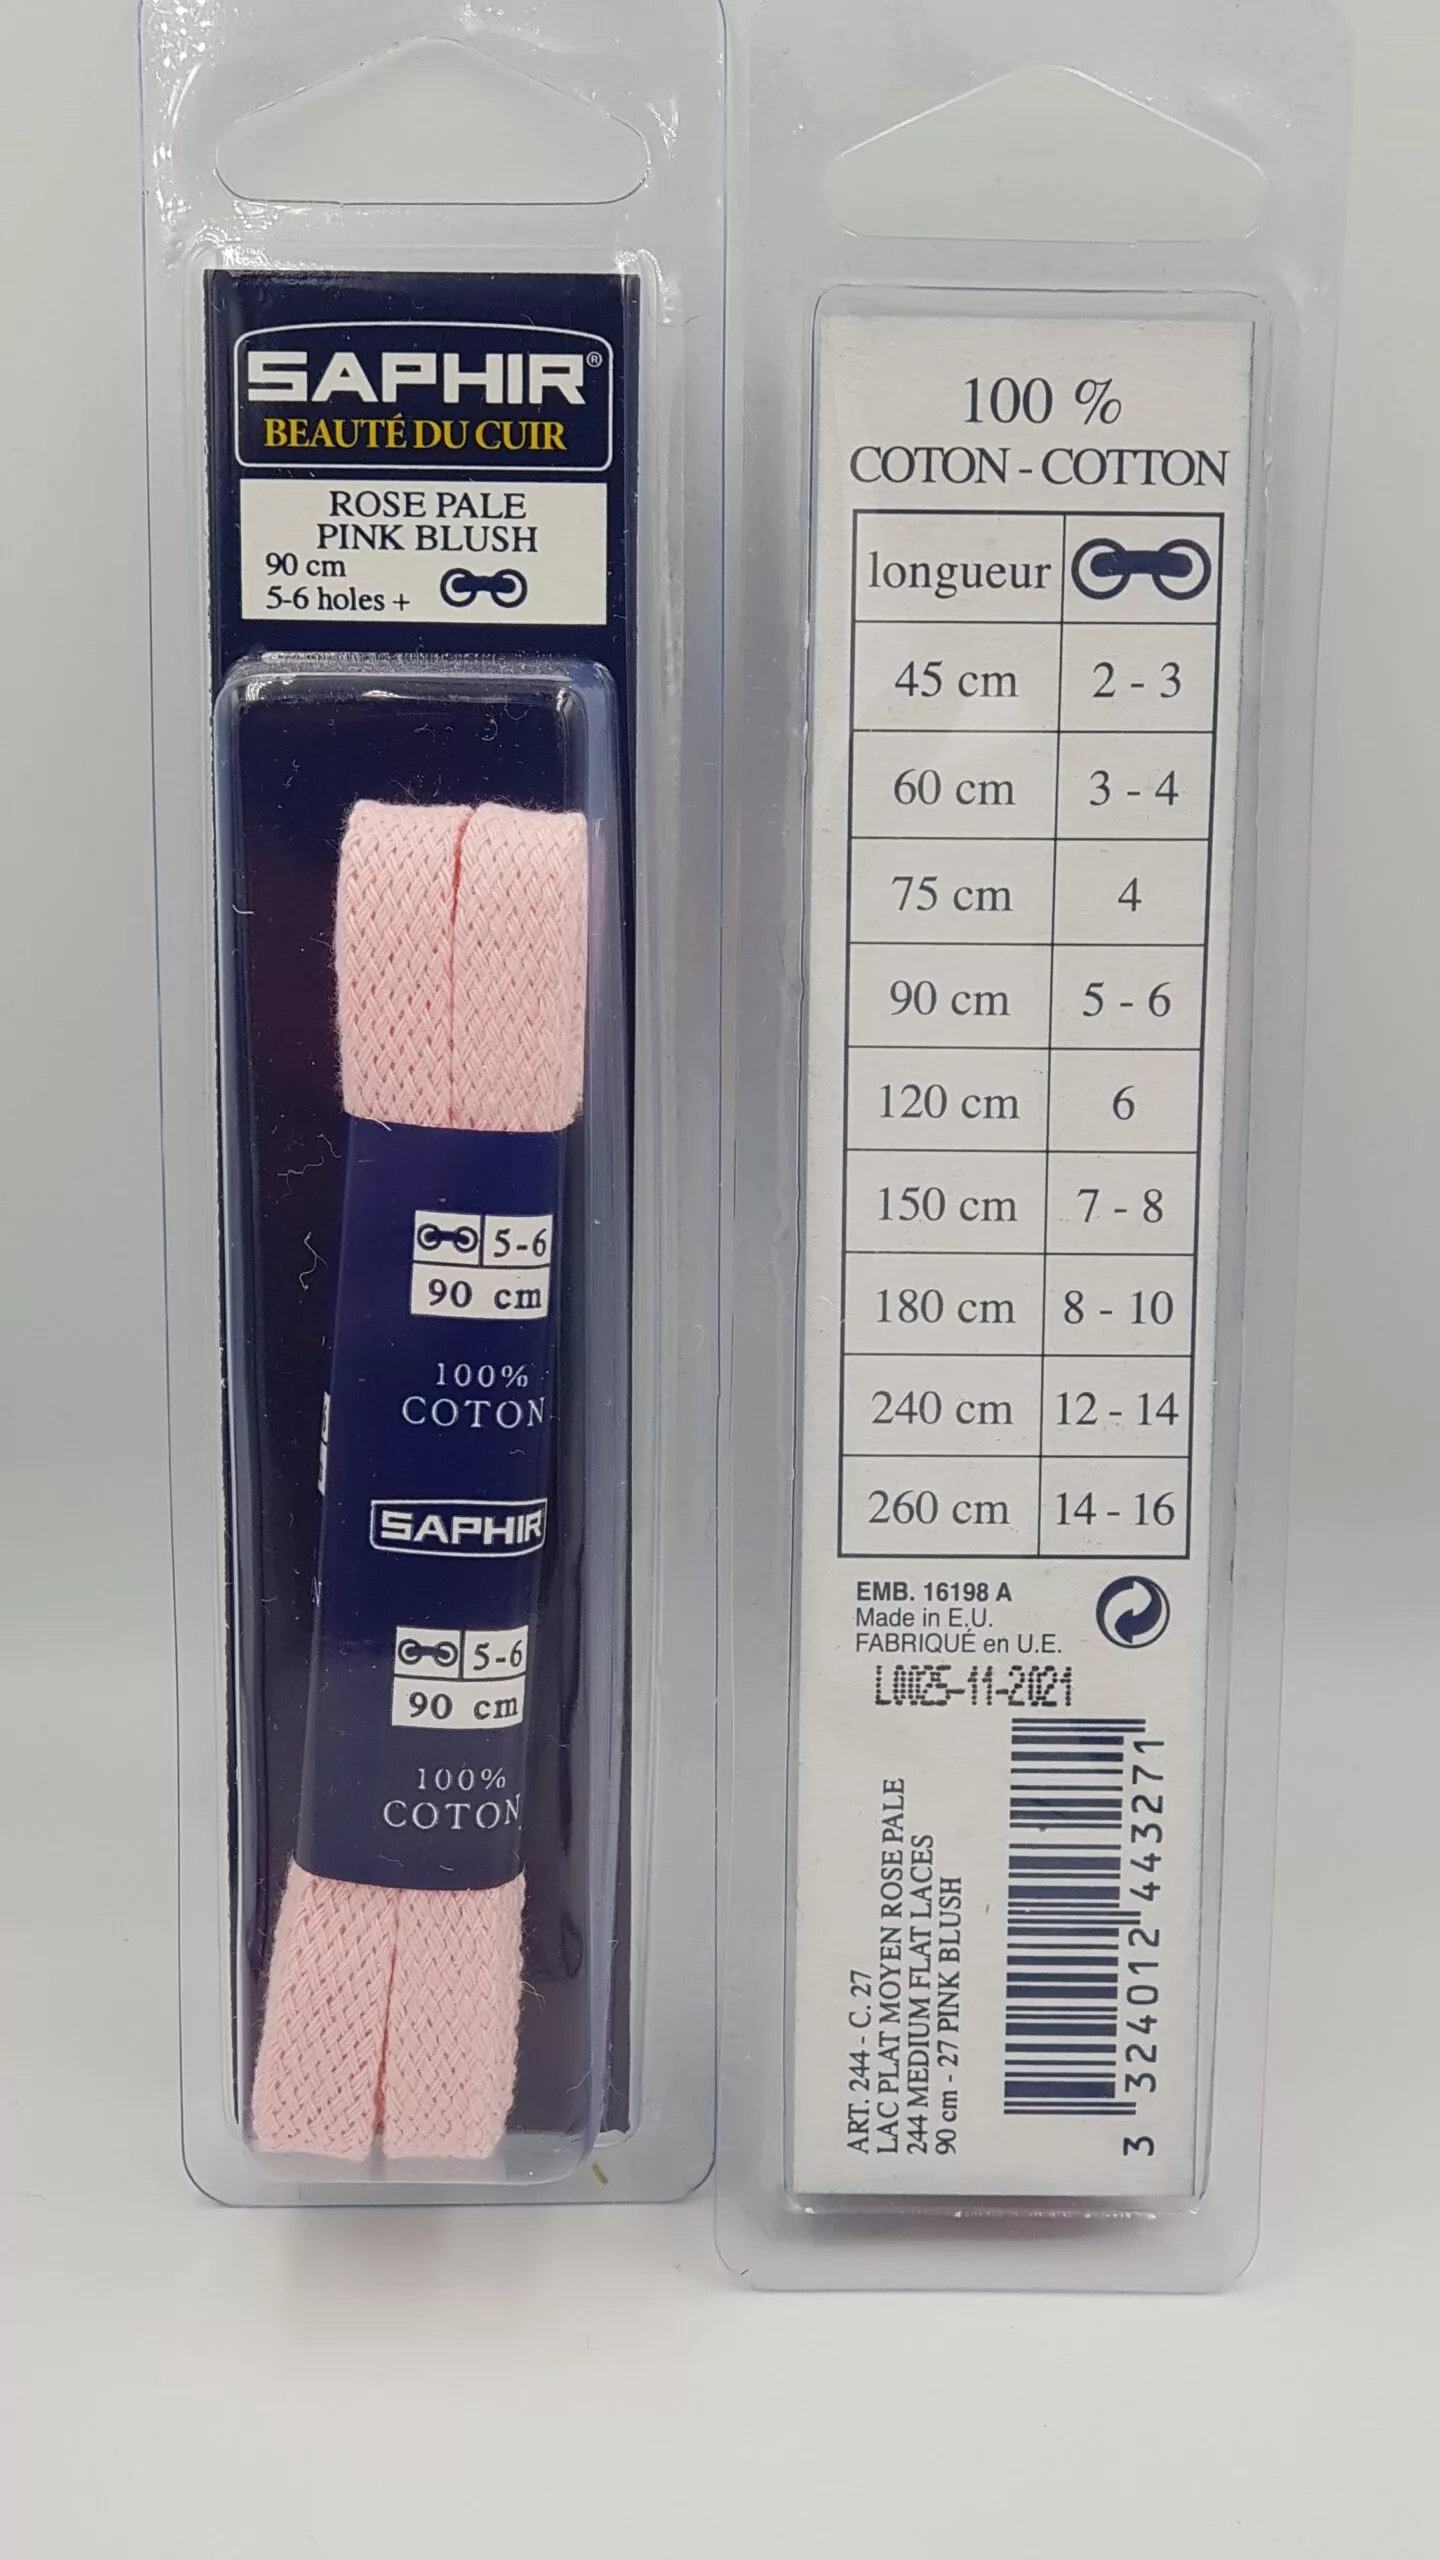 SAPHIR®
BEAUTÉ DU CUIR
ROSE PALE
PINK BLUSH
90 cm
5-6 holes +
5-6
90 cm
100%
COTON
SAPHIR
5-6
90 cm
100%
COTON
100 %
COTON - COTTON
longueur
45 cm 2 - 3
60 cm 3 - 4
75 cm 4
90 cm 5 - 6
120 cm 6
150 cm 7 - 8
180 cm 8 - 10
240 cm 12 - 14
260 cm 14 - 16
EMB. 16198 A
Made in E.U.
FABRIQUÉ en U.E.
L0025-11-2021
ART. 244 - C. 27
LAC PLAT MOYEN ROSE PALE
244 MEDIUM FLAT LACES
90 cm - 27 PINK BLUSH
3 324012 443271